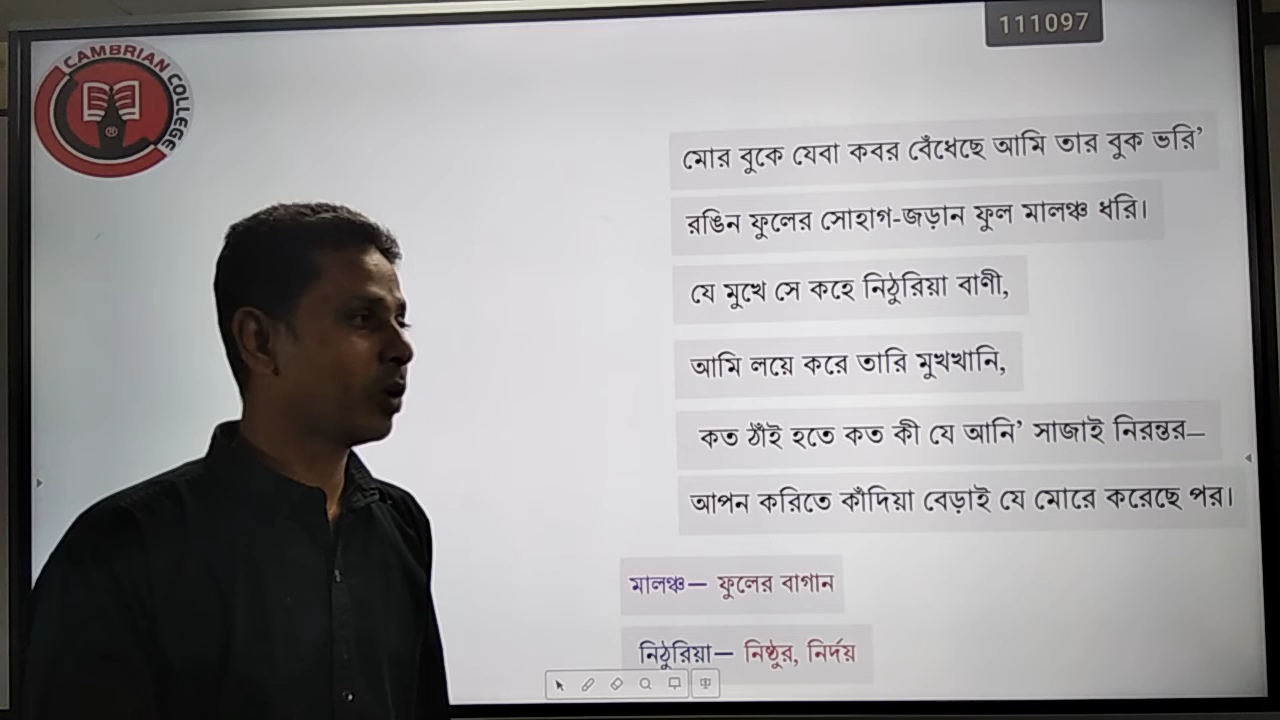 CAMBRIAN COLLEGE
111097
মোর বুকে যেবা কবর বেঁধেছে আমি তার বুক ভরি’
রঙিন ফুলের সোহাগ-জড়ান ফুল মালঞ্চ ধরি।
যে মুখে সে কহে নিঠুরিয়া বাণী,
আমি লয়ে করে তারি মুখখানি,
কত ঠাঁই হতে কত কী যে আনি’ সাজাই নিরন্তর—
আপন করিতে কাঁদিয়া বেড়াই যে মোরে করেছে পর।
মালঞ্চ— ফুলের বাগান
নিঠুরিয়া— নিষ্ঠুর, নির্দয়